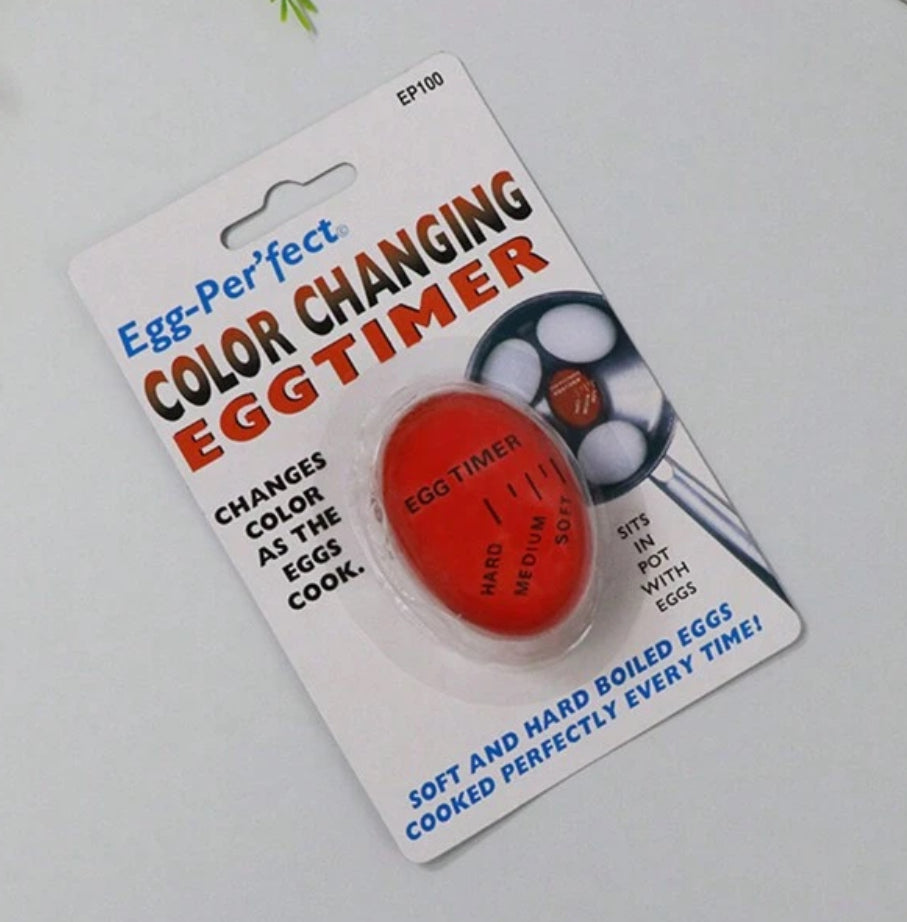 EP100
Egg-Per'fect©
COLOR CHANGING
EGGTIMER
CHANGES
COLOR
AS THE
EGGS
COOK.
EGG TIMER
HARD
MEDIUM
SOFT
SITS
IN
POT
WITH
EGGS
SOFT AND HARD BOILED EGGS
COOKED PERFECTLY EVERY TIME!